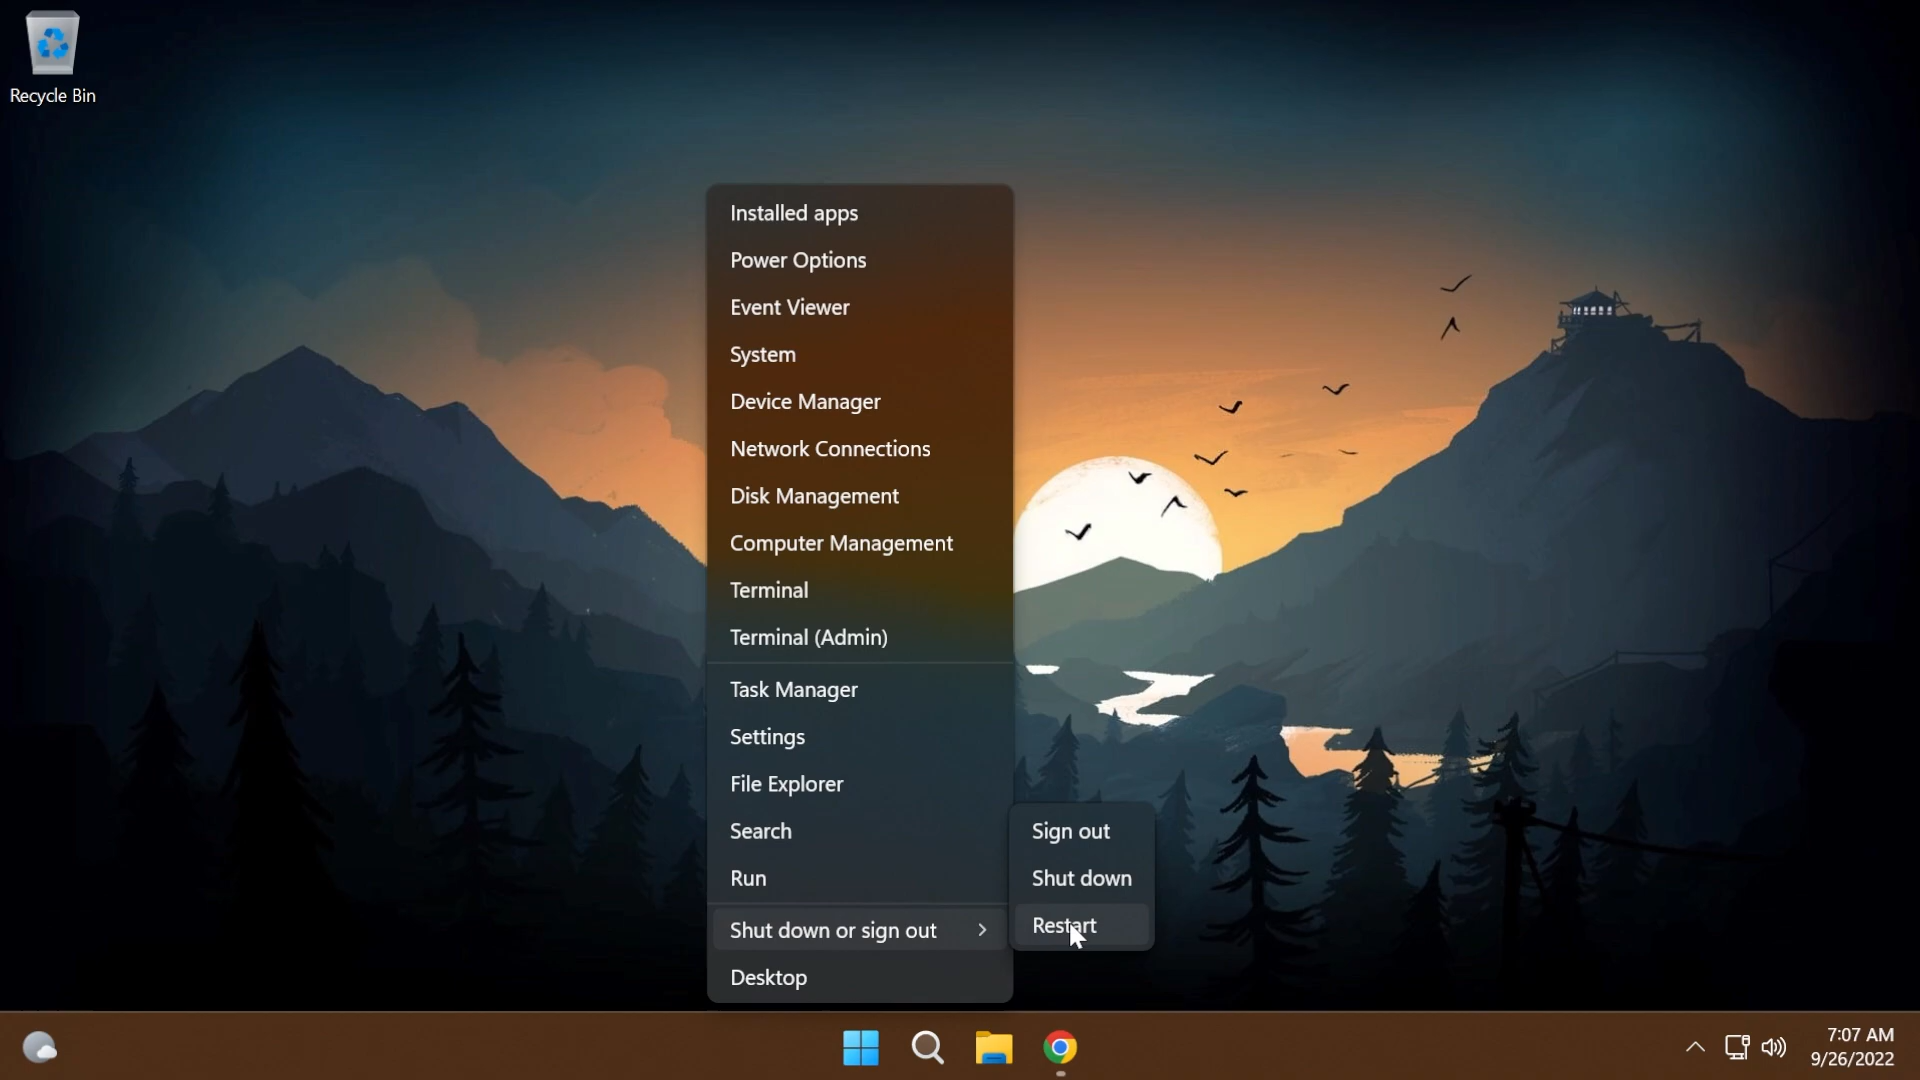 Recycle Bin
Installed apps
Power Options
Event Viewer
System
Device Manager
Network Connections
Disk Management
Computer Management
Terminal
Terminal (Admin)
Task Manager
Settings
File Explorer
Search
Run
Shut down or sign out
Desktop
Sign out
Shut down
Restart
7:07 AM
9/26/2022